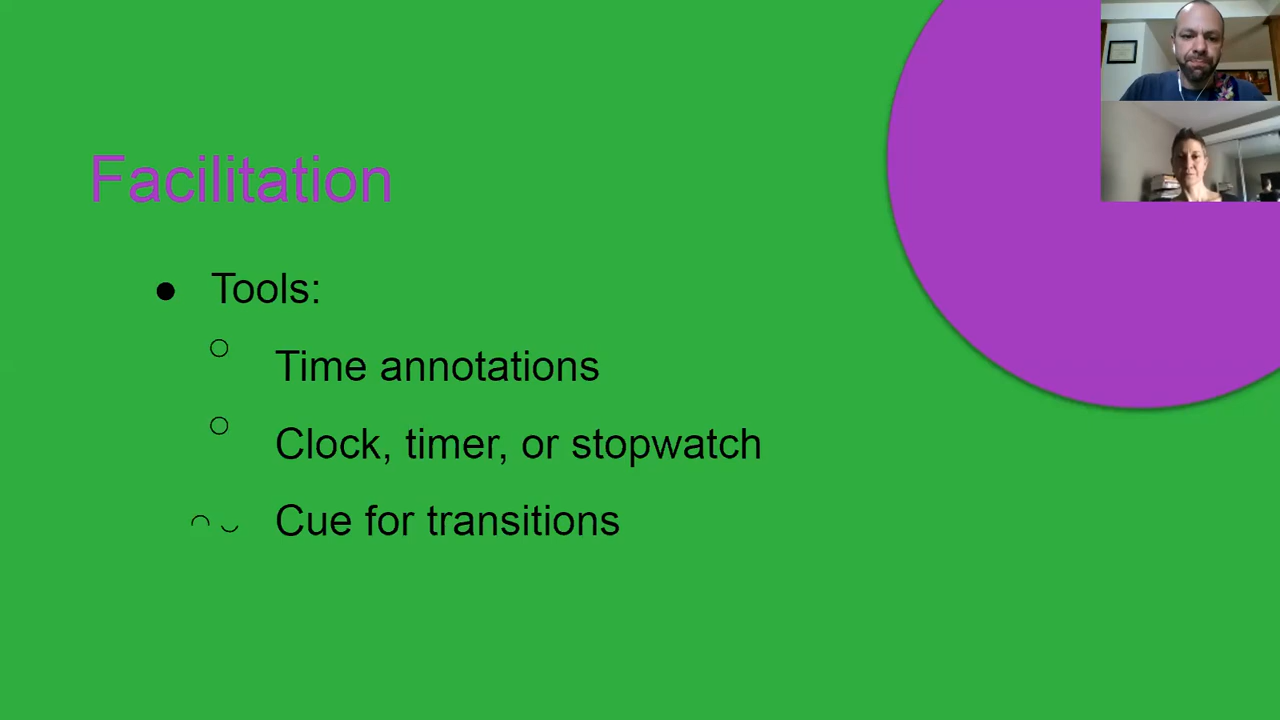 Facilitation
● Tools:
○ Time annotations
○ Clock, timer, or stopwatch
Cue for transitions